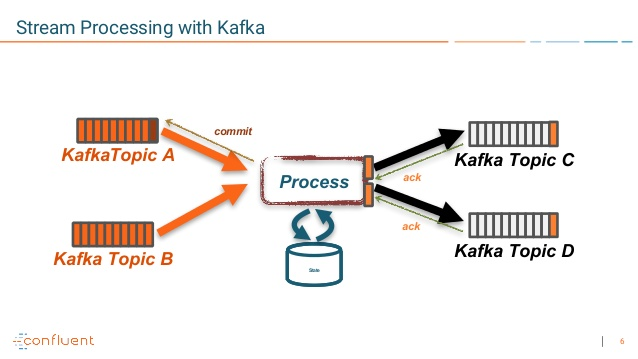 Stream Processing with Kafka
commit
KafkaTopic A
Kafka Topic C
Process
ack
ack
Kafka Topic B
Kafka Topic D
State
confluent
6